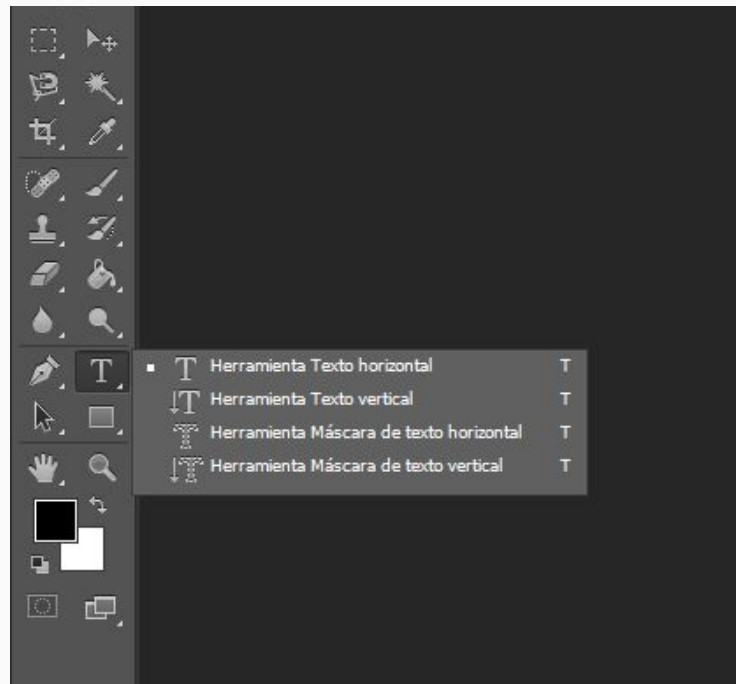 Herramienta Texto horizontal T
Herramienta Texto vertical T
Herramienta Máscara de texto horizontal T
Herramienta Máscara de texto vertical T